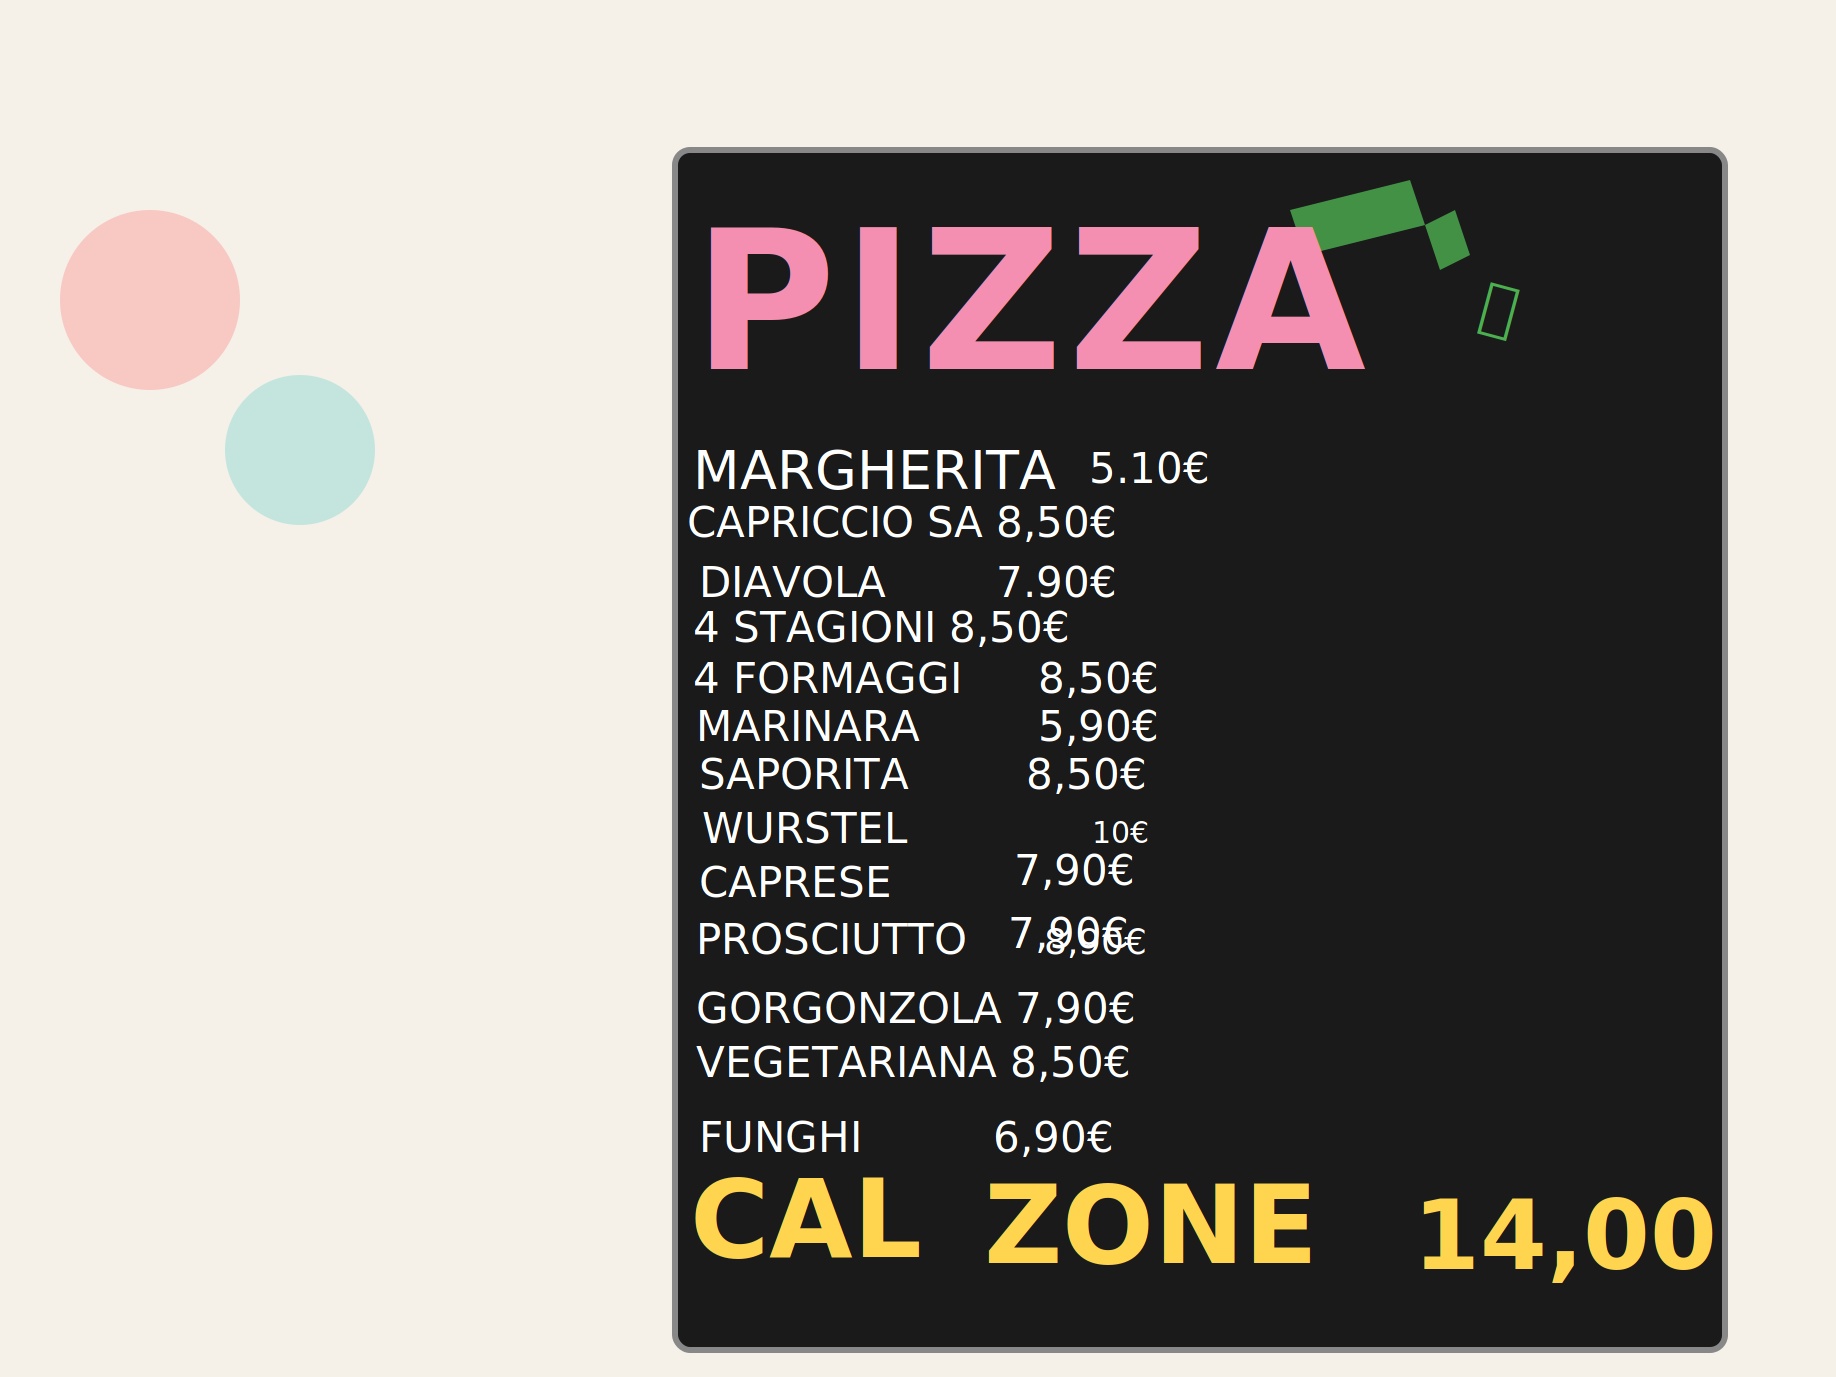 PIZZA
MARGHERITA 5.10€
CAPRICCIO SA 8,50€
DIAVOLA 7.90€
4 STAGIONI 8,50€
4 FORMAGGI 8,50€
MARINARA 5,90€
SAPORITA 8,50€
WURSTEL 10€
CAPRESE 7,90€
PROSCIUTTO 7,90€ 8,90€
GORGONZOLA 7,90€
VEGETARIANA 8,50€
FUNGHI 6,90€
CAL ZONE 14,00